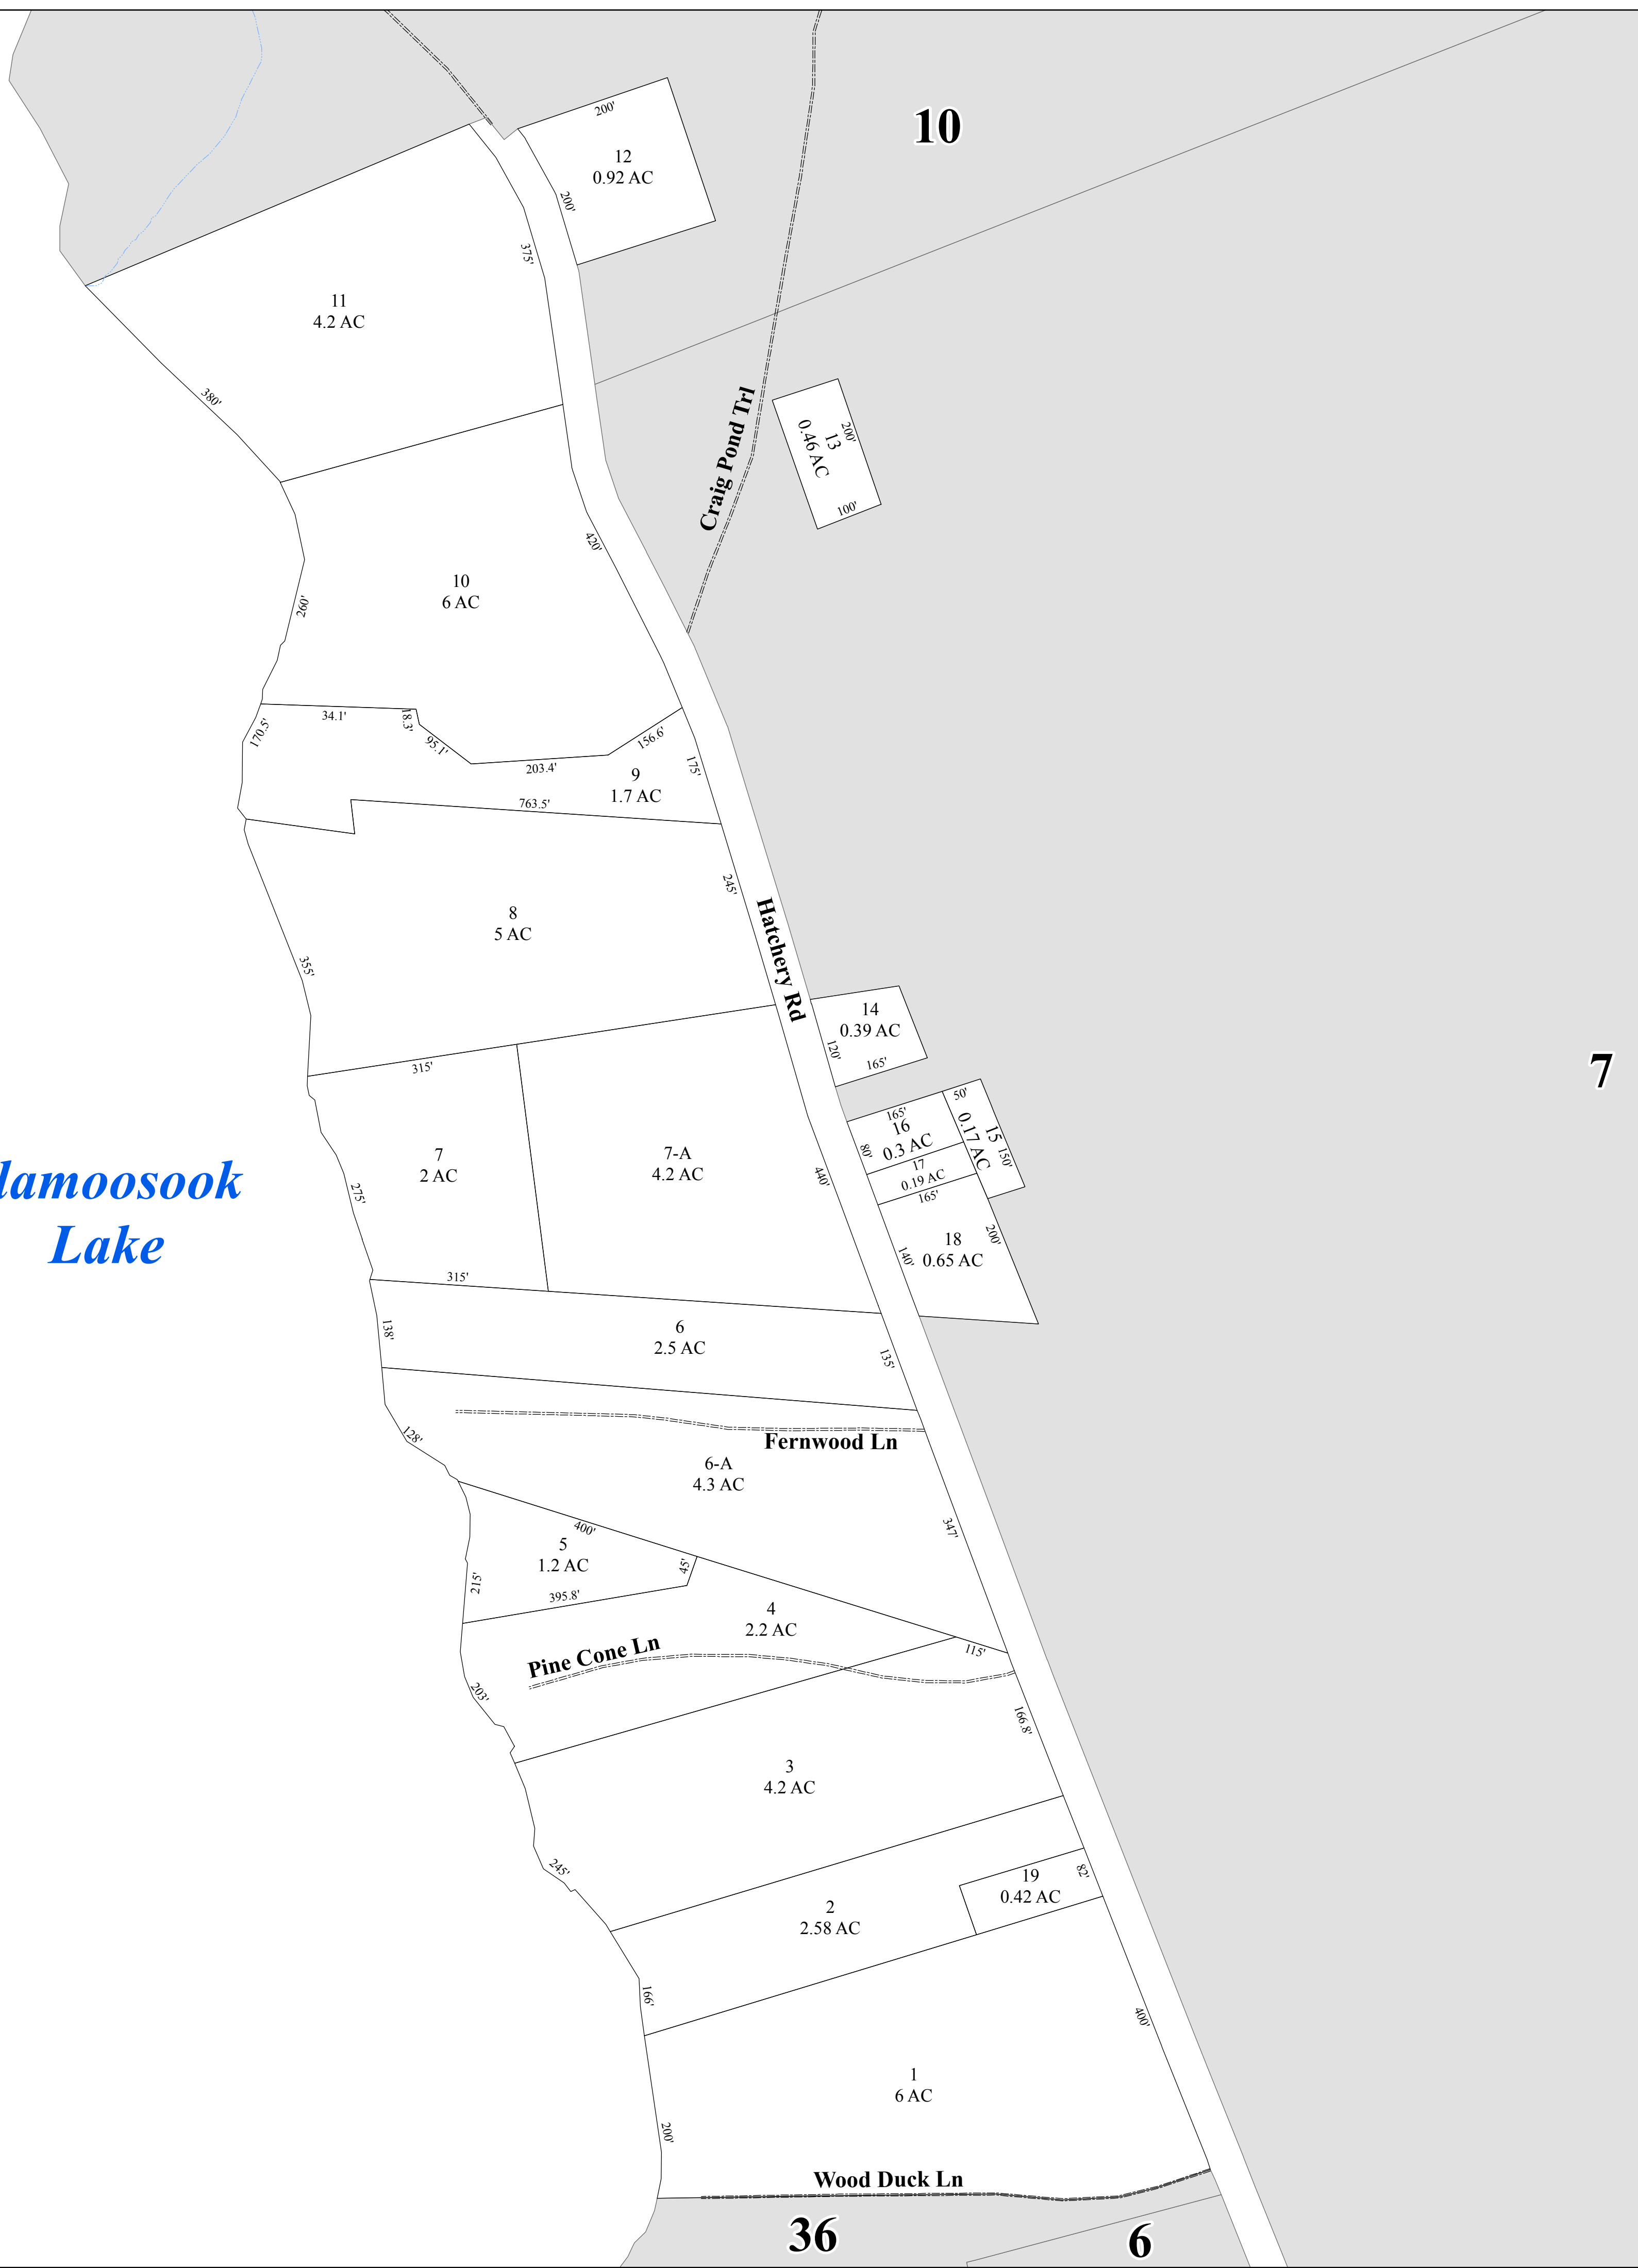 200'
12
0.92 AC
200'
10
375'
11
4.2 AC
380'
Craig Pond Trl
13
0.46 AC
200'
100'
420'
10
6 AC
260'
34.1'
18.3'
95.1'
203.4'
156.6'
170.5'
175'
9
1.7 AC
763.5'
245'
8
5 AC
355'
Hatchery Rd
14
0.39 AC
120'
165'
315'
7
2 AC
7-A
4.2 AC
275'
440'
315'
165'
16
0.3 AC
80'
50'
15
0.17 AC
150'
17
0.19 AC
165'
18
0.65 AC
140'
200'
7
lamoosook
Lake
6
2.5 AC
138'
135'
128'
Fernwood Ln
6-A
4.3 AC
347'
400'
5
1.2 AC
45'
215'
395.8'
4
2.2 AC
Pine Cone Ln
115'
203'
166.8'
3
4.2 AC
245'
19
0.42 AC
82'
2
2.58 AC
166'
400'
1
6 AC
200'
Wood Duck Ln
36
6